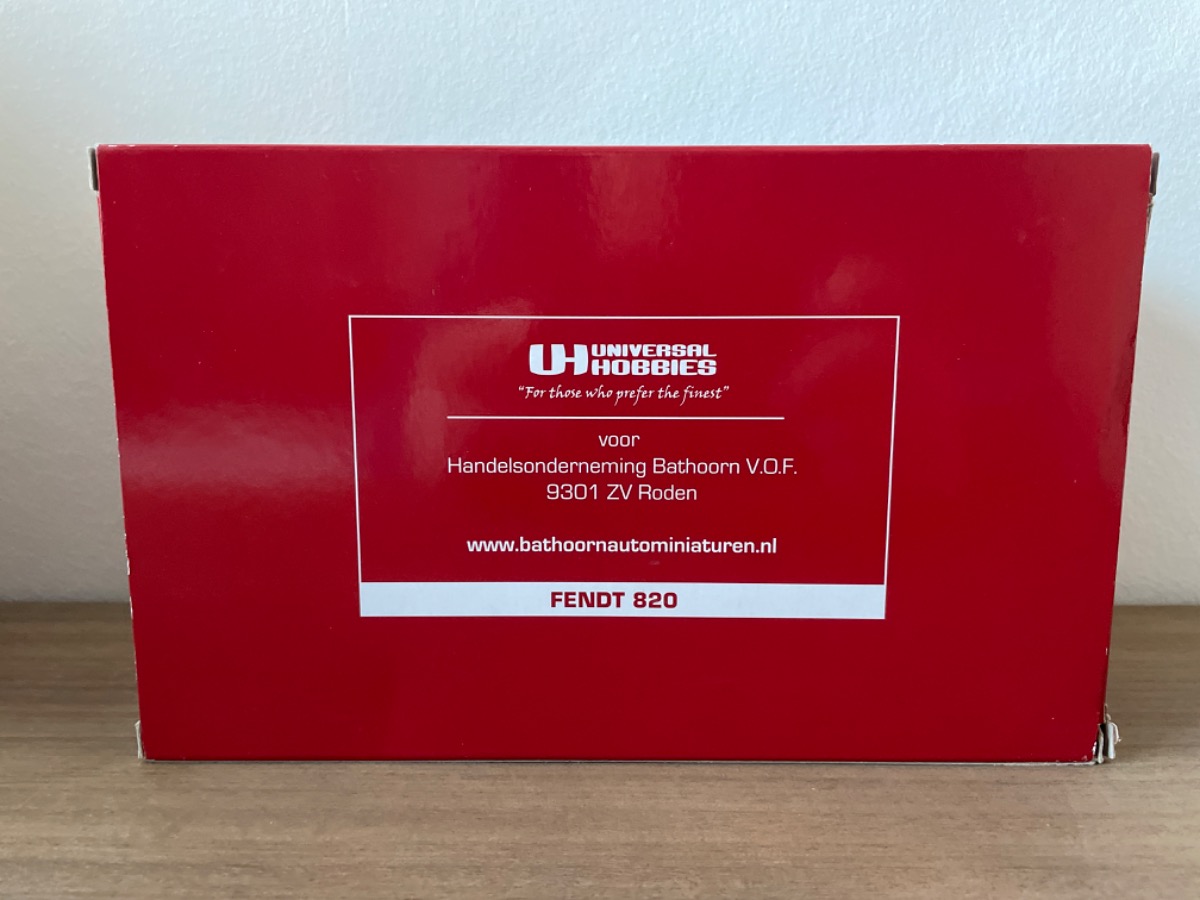 UH UNIVERSAL
HOBBIES
"For those who prefer the finest"
voor
Handelsonderneming Bathoorn V.O.F.
9301 ZV Roden
www.bathoornautominiaturen.nl
FENDT 820